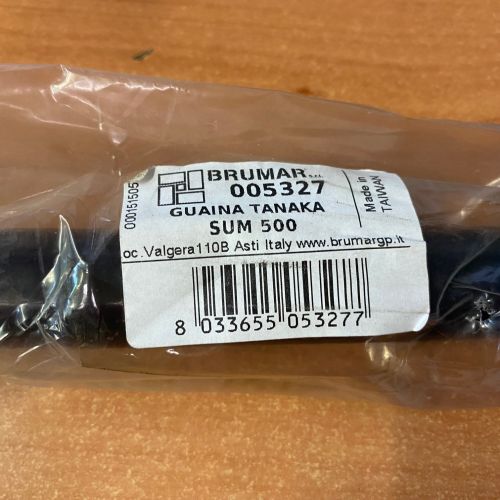 BRUMAR s.r.l.
005327
GUAINA TANAKA
SUM 500
oc.Valgera110B Asti Italy www.brumargp.it
8 033655 053277
000151505
Made in
TAIWAN